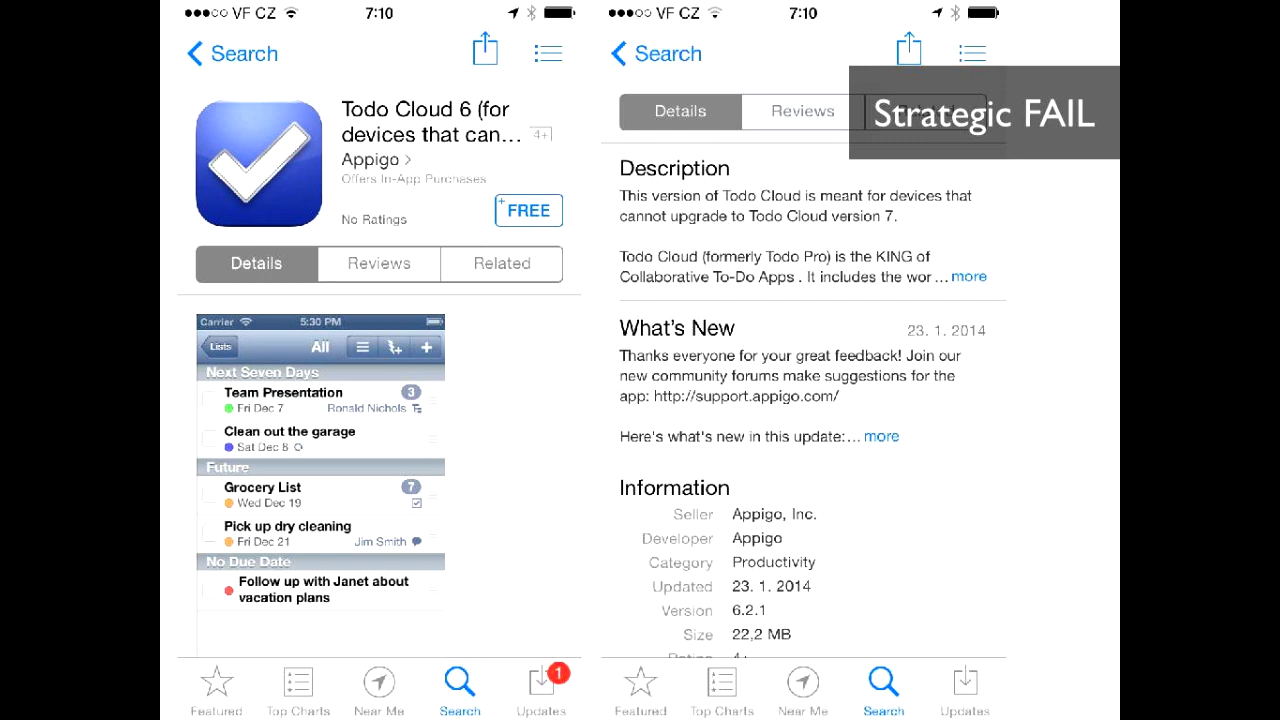 VF CZ
7:10
Search
Todo Cloud 6 (for
devices that can...
4+
Appigo >
Offers In-App Purchases
No Ratings
+FREE
Details
Reviews
Related
Carrier
5:30 PM
Lists
All
+
Next Seven Days
Team Presentation
3
Fri Dec 7
Ronald Nichols
Clean out the garage
Sat Dec 8
Future
Grocery List
7
Wed Dec 19
Pick up dry cleaning
Fri Dec 21
Jim Smith
No Due Date
Follow up with Janet about
vacation plans
Featured
Top Charts
Near Me
Search
Updates
1
VF CZ
7:10
Search
Details
Reviews
Strategic FAIL
Description
This version of Todo Cloud is meant for devices that
cannot upgrade to Todo Cloud version 7.
Todo Cloud (formerly Todo Pro) is the KING of
Collaborative To-Do Apps . It includes the wor ... more
What's New
23. 1. 2014
Thanks everyone for your great feedback! Join our
new community forums make suggestions for the
app: http://support.appigo.com/
Here's what's new in this update:... more
Information
Seller Appigo, Inc.
Developer Appigo
Category Productivity
Updated 23. 1. 2014
Version 6.2.1
Size 22,2 MB
Featured
Top Charts
Near Me
Search
Updates